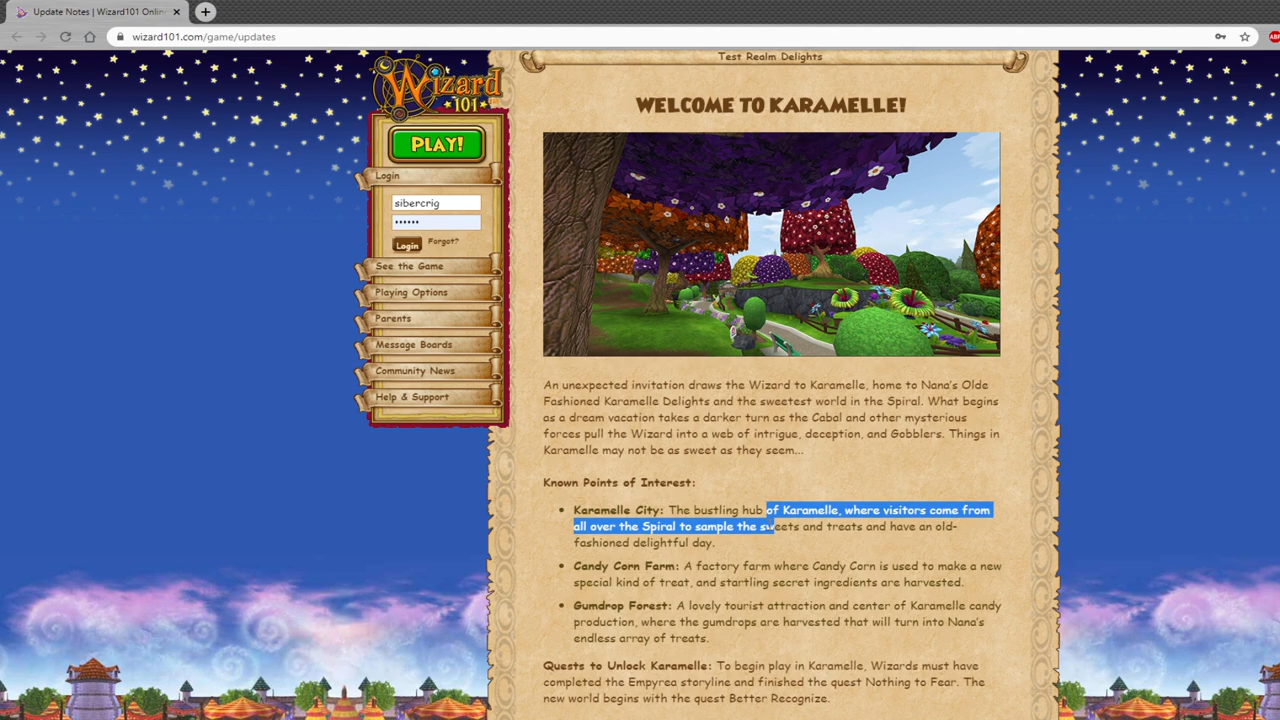 Update Notes | Wizard101 Onlin
wizard101.com/game/updates
ABP
Test Realm Delights
Wizard
101
PLAY!
Login
sibercrig
••••••
Login Forgot?
See the Game
Playing Options
Parents
Message Boards
Community News
Help & Support
WELCOME TO KARAMELLE!
An unexpected invitation draws the Wizard to Karamelle, home to Nana's Olde
Fashioned Karamelle Delights and the sweetest world in the Spiral. What begins
as a dream vacation takes a darker turn as the Cabal and other mysterious
forces pull the Wizard into a web of intrigue, deception, and Gobblers. Things in
Karamelle may not be as sweet as they seem...
Known Points of Interest:
• Karamelle City: The bustling hub of Karamelle, where visitors come from
all over the Spiral to sample the sweets and treats and have an old-
fashioned delightful day.
• Candy Corn Farm: A factory farm where Candy Corn is used to make a new
special kind of treat, and startling secret ingredients are harvested.
• Gumdrop Forest: A lovely tourist attraction and center of Karamelle candy
production, where the gumdrops are harvested that will turn into Nana's
endless array of treats.
Quests to Unlock Karamelle: To begin play in Karamelle, Wizards must have
completed the Empyrea storyline and finished the quest Nothing to Fear. The
new world begins with the quest Better Recognize.